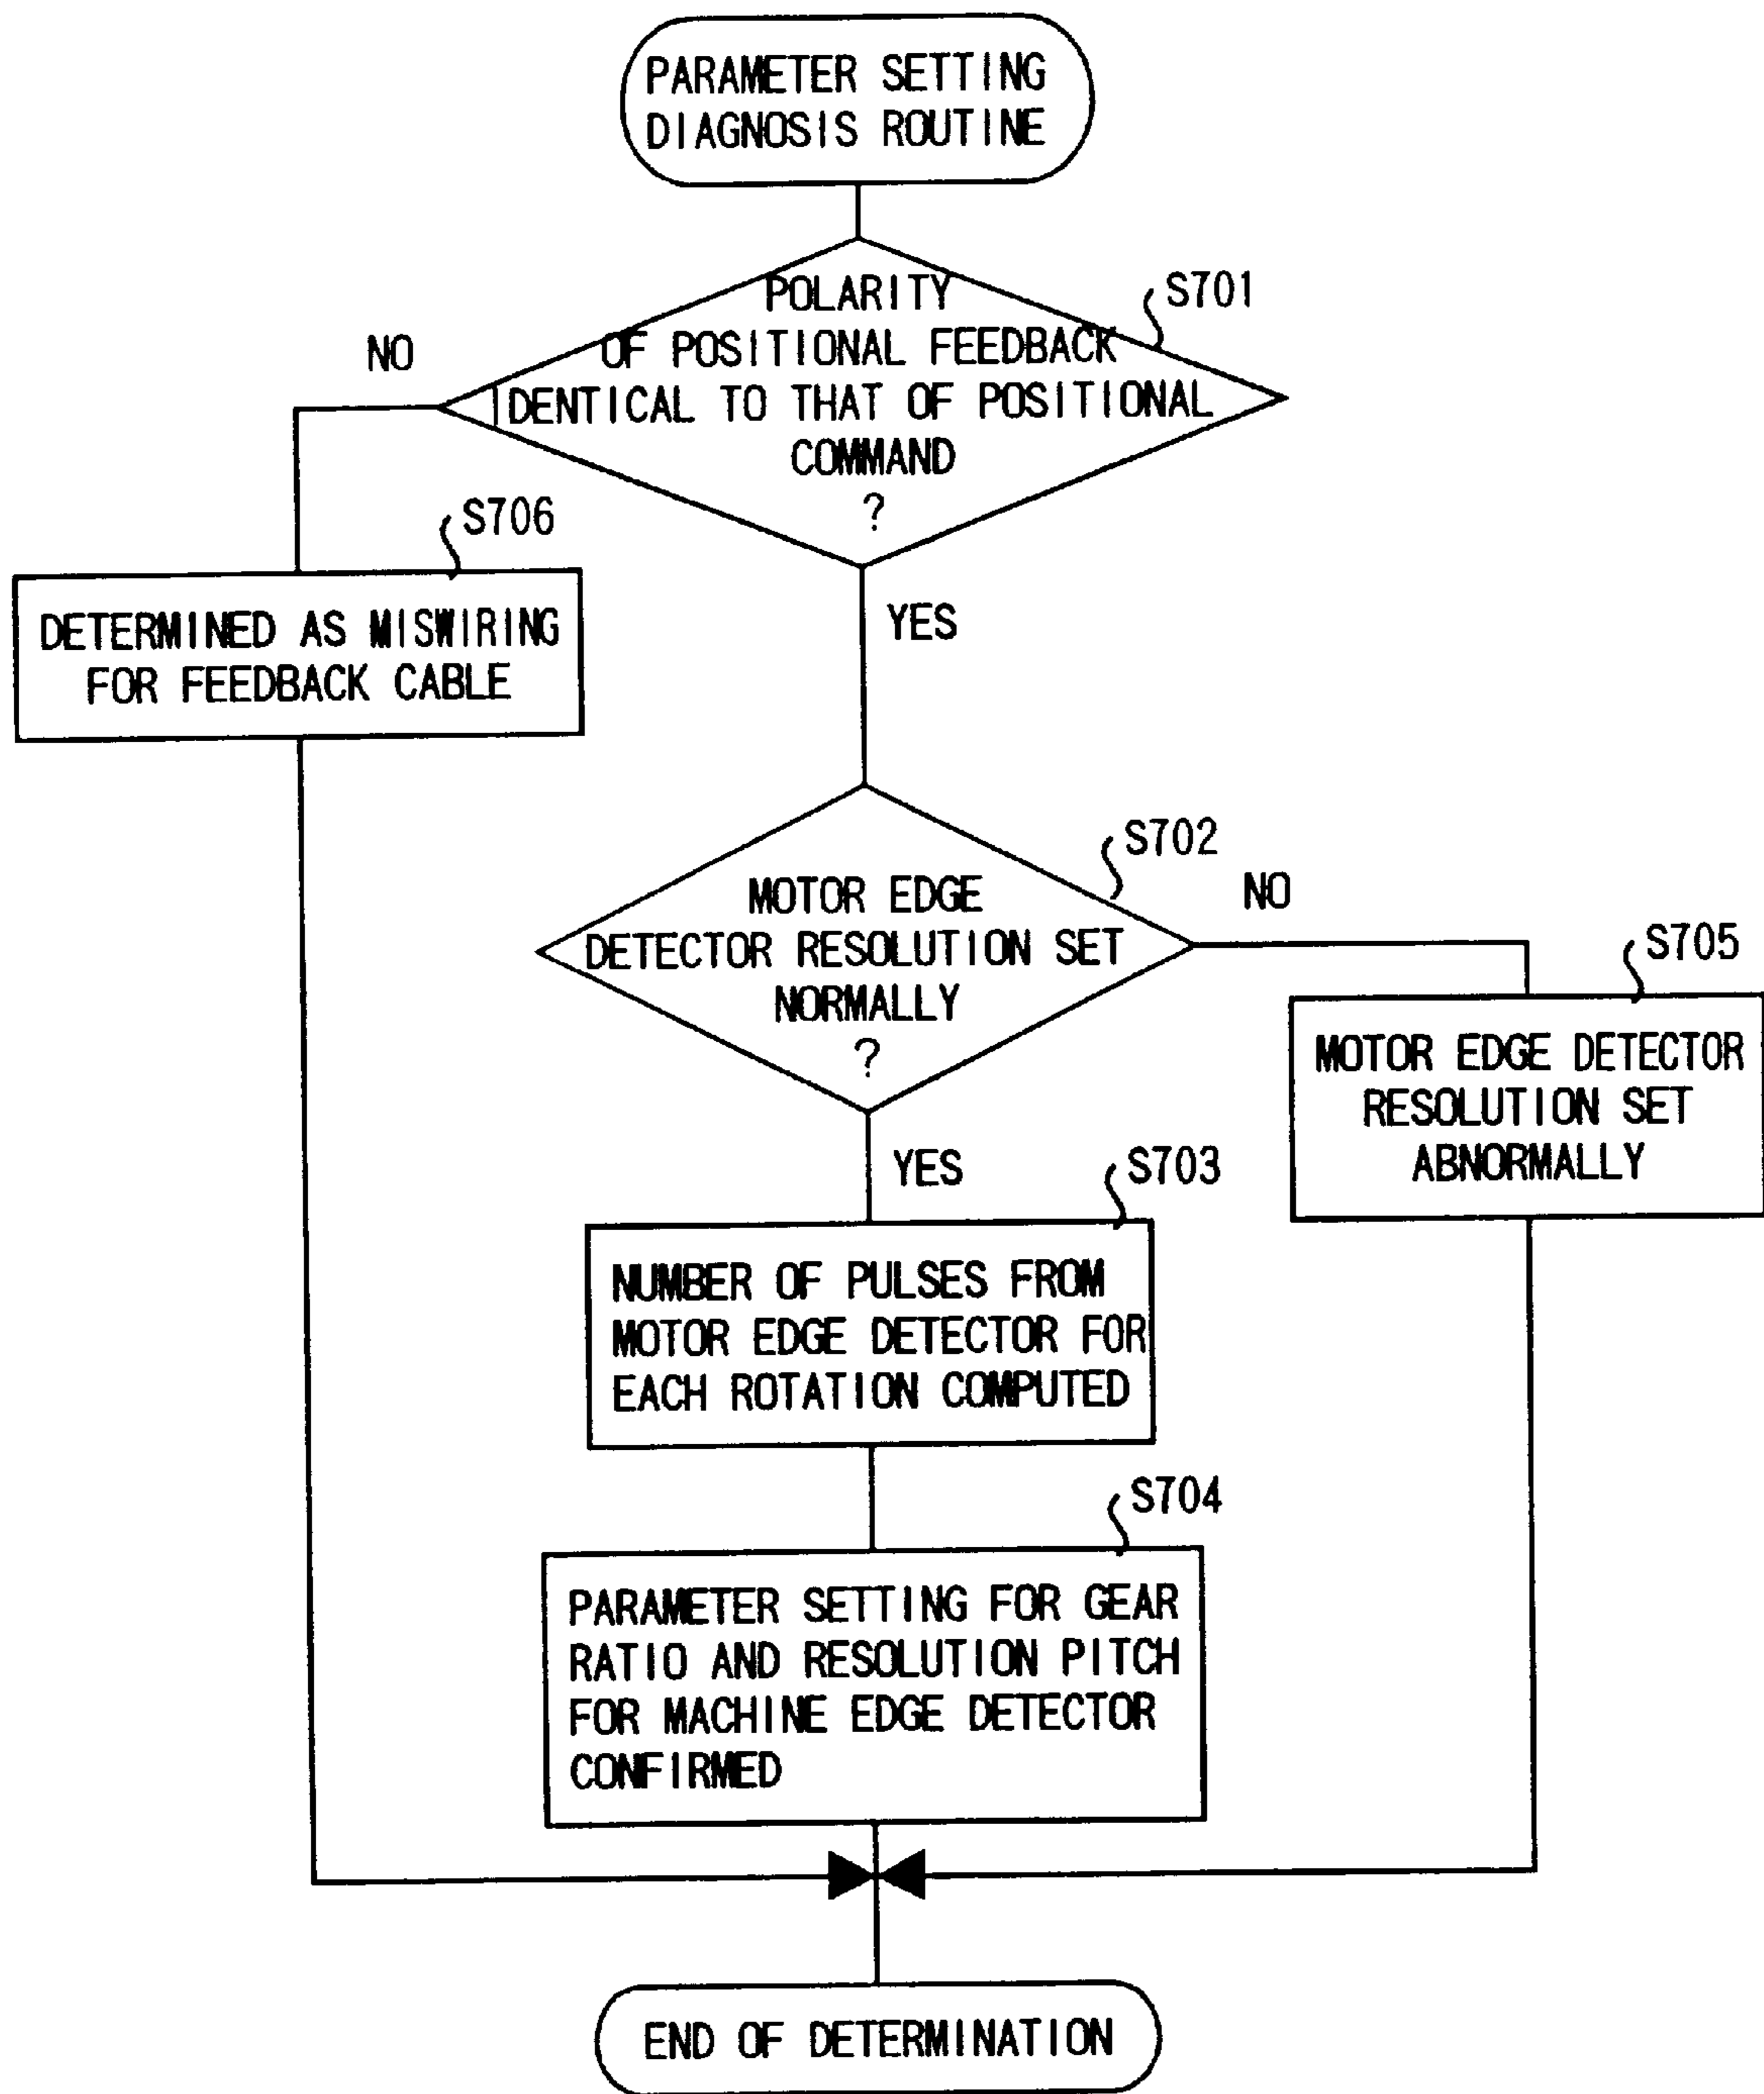 PARAMETER SETTING
DIAGNOSIS ROUTINE
S701
POLARITY
OF POSITIONAL FEEDBACK
IDENTICAL TO THAT OF POSITIONAL
COMMAND
?
NO
S706
DETERMINED AS MISWIRING
FOR FEEDBACK CABLE
YES
S702
MOTOR EDGE
DETECTOR RESOLUTION SET
NORMALLY
?
NO
S705
MOTOR EDGE DETECTOR
RESOLUTION SET
ABNORMALLY
YES
S703
NUMBER OF PULSES FROM
MOTOR EDGE DETECTOR FOR
EACH ROTATION COMPUTED
S704
PARAMETER SETTING FOR GEAR
RATIO AND RESOLUTION PITCH
FOR MACHINE EDGE DETECTOR
CONFIRMED
END OF DETERMINATION